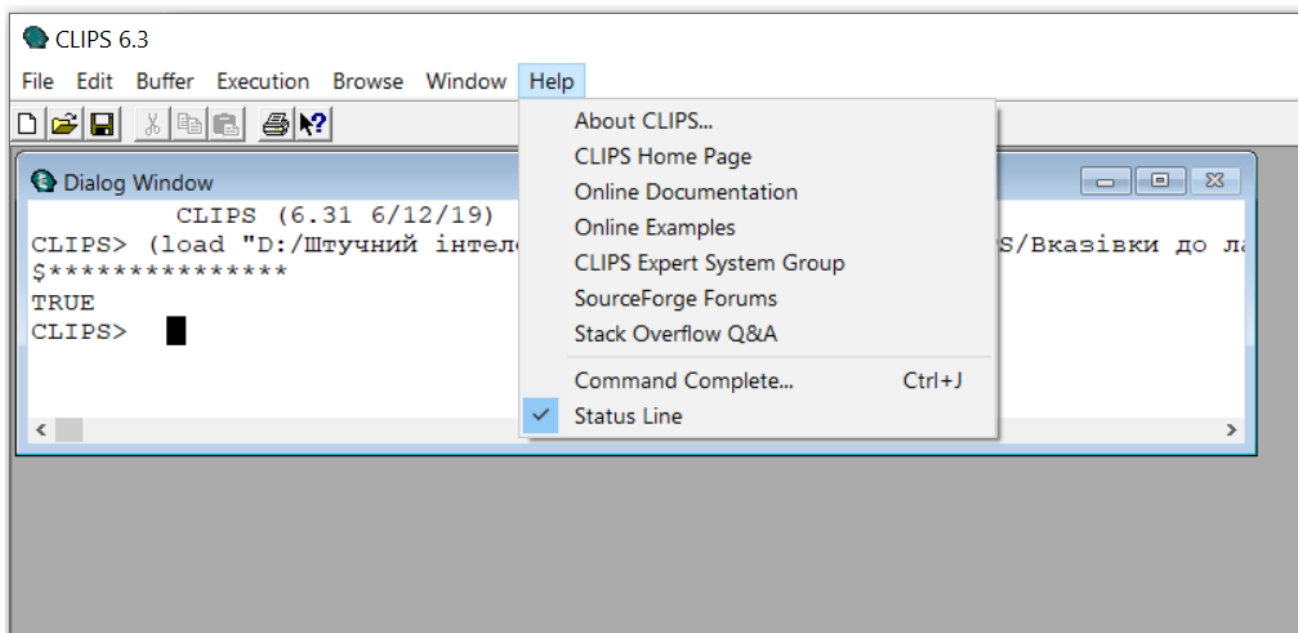 CLIPS 6.3
File Edit Buffer Execution Browse Window Help
About CLIPS...
CLIPS Home Page
Online Documentation
Online Examples
CLIPS Expert System Group
SourceForge Forums
Stack Overflow Q&A
Command Complete... Ctrl+J
Status Line
Dialog Window
CLIPS (6.31 6/12/19)
CLIPS> (load "D:/Штучний S/Вказівки до
$***************
TRUE
CLIPS>